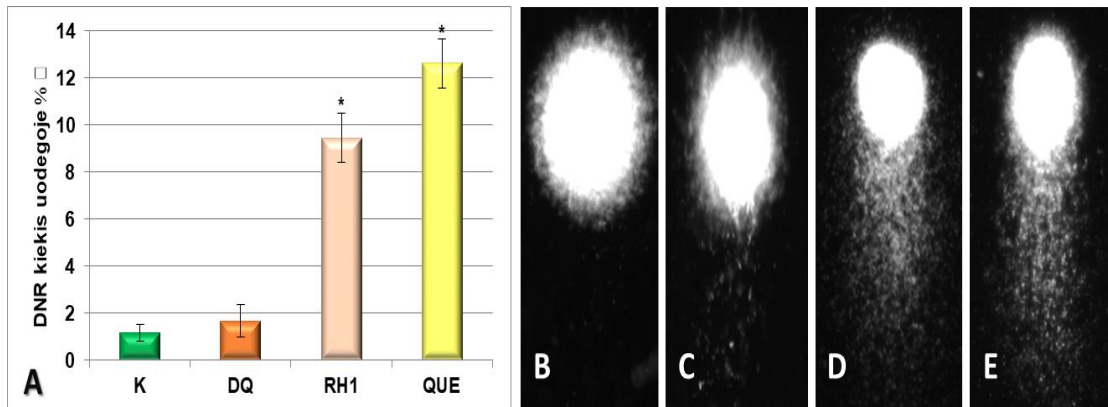 DNR kiekis uodegoje % □
14
12
10
8
6
4
2
0
*
*
K DQ RH1 QUE
A
B
C
D
E